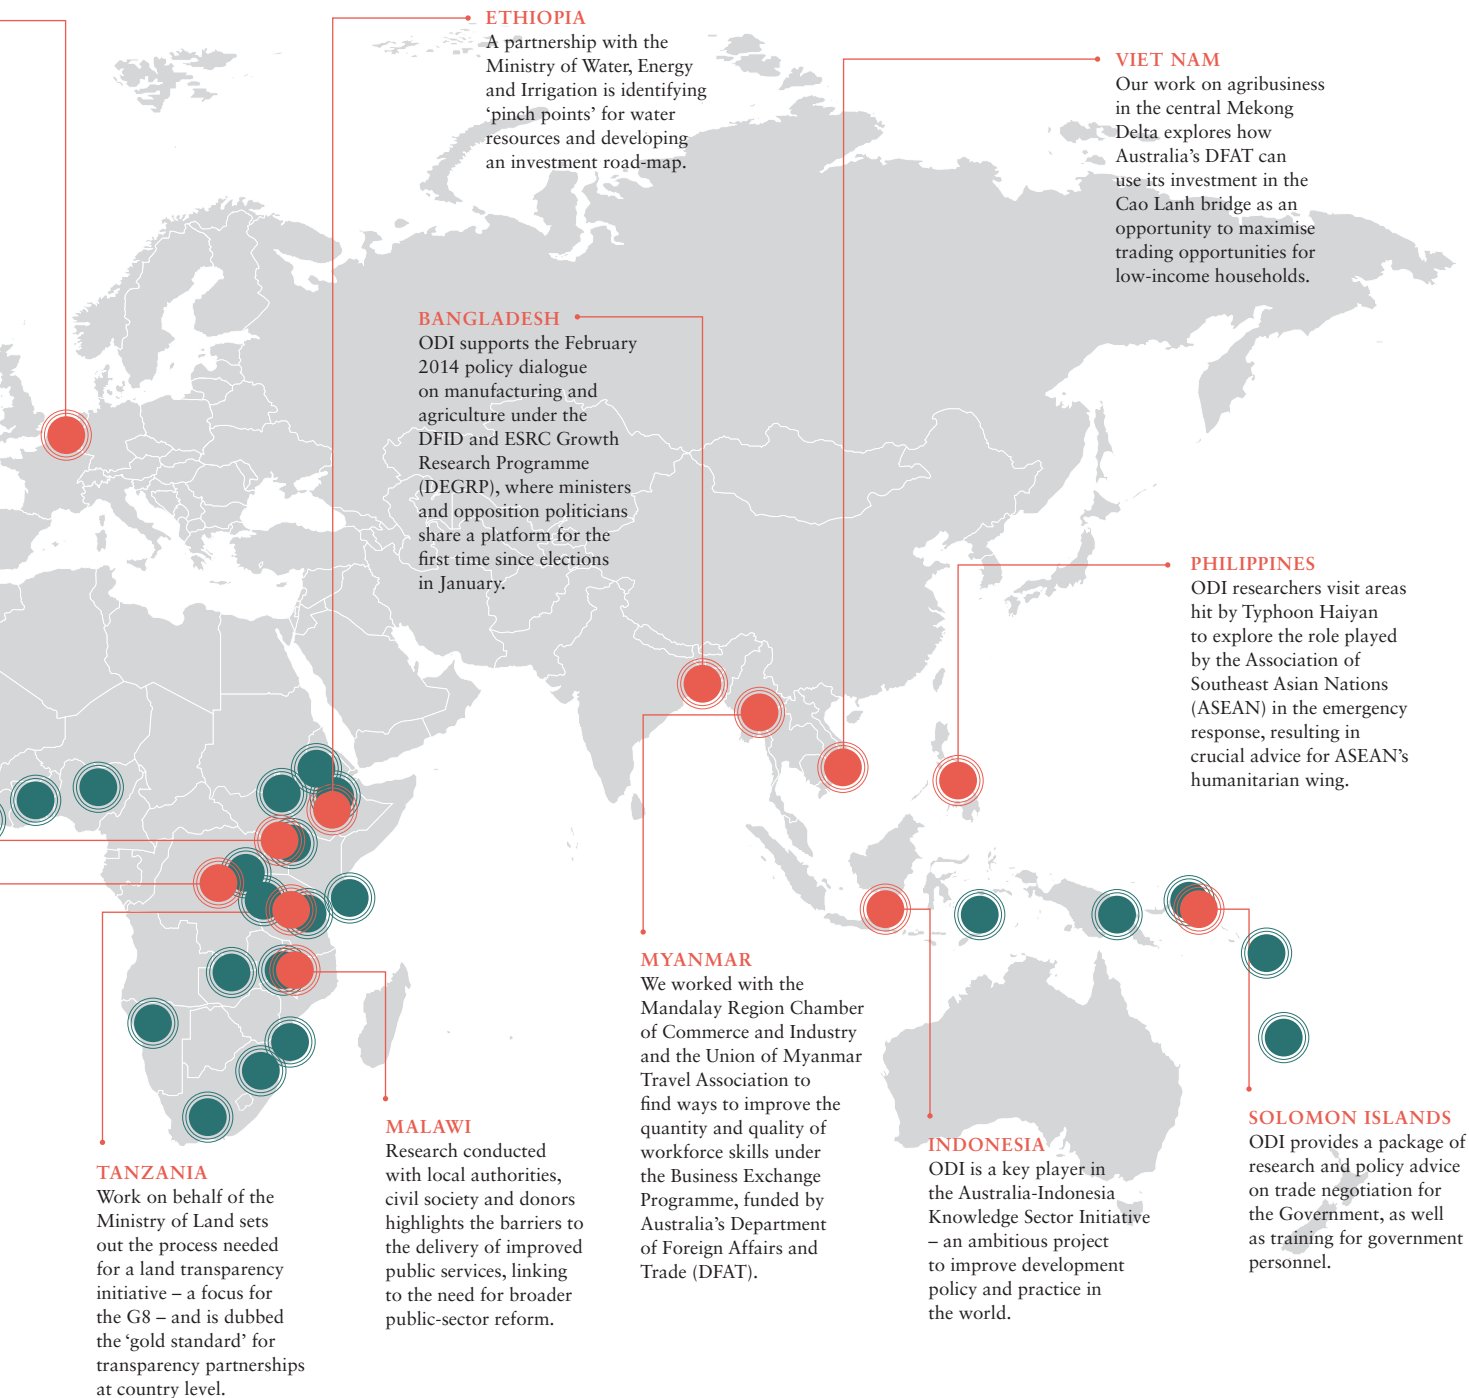 ETHIOPIA
A partnership with the
Ministry of Water, Energy
and Irrigation is identifying
‘pinch points’ for water
resources and developing
an investment road-map.
VIET NAM
Our work on agribusiness
in the central Mekong
Delta explores how
Australia’s DFAT can
use its investment in the
Cao Lanh bridge as an
opportunity to maximise
trading opportunities for
low-income households.
BANGLADESH
ODI supports the February
2014 policy dialogue
on manufacturing and
agriculture under the
DFID and ESRC Growth
Research Programme
(DEGRP), where ministers
and opposition politicians
share a platform for the
first time since elections
in January.
PHILIPPINES
ODI researchers visit areas
hit by Typhoon Haiyan
to explore the role played
by the Association of
Southeast Asian Nations
(ASEAN) in the emergency
response, resulting in
crucial advice for ASEAN’s
humanitarian wing.
TANZANIA
Work on behalf of the
Ministry of Land sets
out the process needed
for a land transparency
initiative – a focus for
the G8 – and is dubbed
the ‘gold standard’ for
transparency partnerships
at country level.
MALAWI
Research conducted
with local authorities,
civil society and donors
highlights the barriers to
the delivery of improved
public services, linking
to the need for broader
public-sector reform.
MYANMAR
We worked with the
Mandalay Region Chamber
of Commerce and Industry
and the Union of Myanmar
Travel Association to
find ways to improve the
quantity and quality of
workforce skills under
the Business Exchange
Programme, funded by
Australia’s Department
of Foreign Affairs and
Trade (DFAT).
INDONESIA
ODI is a key player in
the Australia-Indonesia
Knowledge Sector Initiative
– an ambitious project
to improve development
policy and practice in
the world.
SOLOMON ISLANDS
ODI provides a package of
research and policy advice
on trade negotiation for
the Government, as well
as training for government
personnel.